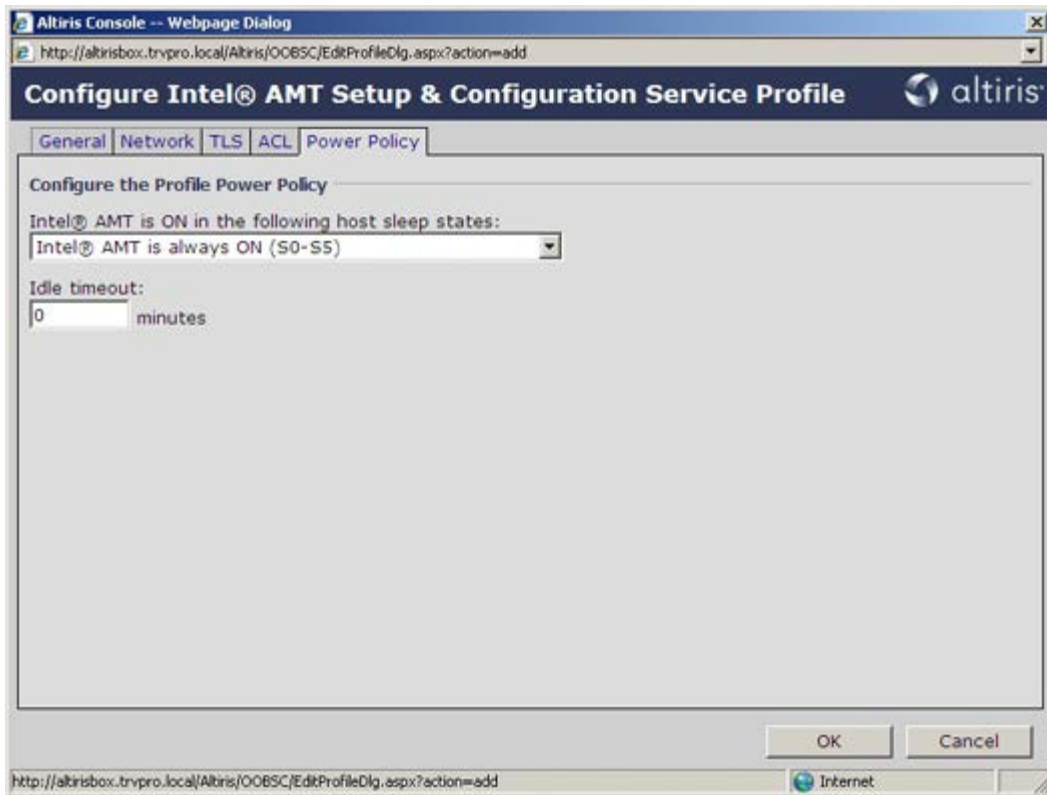 Altiris Console -- Webpage Dialog
http://altirisbox.trvpro.local/Altiris/OOBSC/EditProfileDlg.aspx?action=add
Configure Intel® AMT Setup & Configuration Service Profile
altiris
General Network TLS ACL Power Policy
Configure the Profile Power Policy
Intel® AMT is ON in the following host sleep states:
Intel® AMT is always ON (S0-S5)
Idle timeout:
0 minutes
OK Cancel
http://altirisbox.trvpro.local/Altiris/OOBSC/EditProfileDlg.aspx?action=add Internet